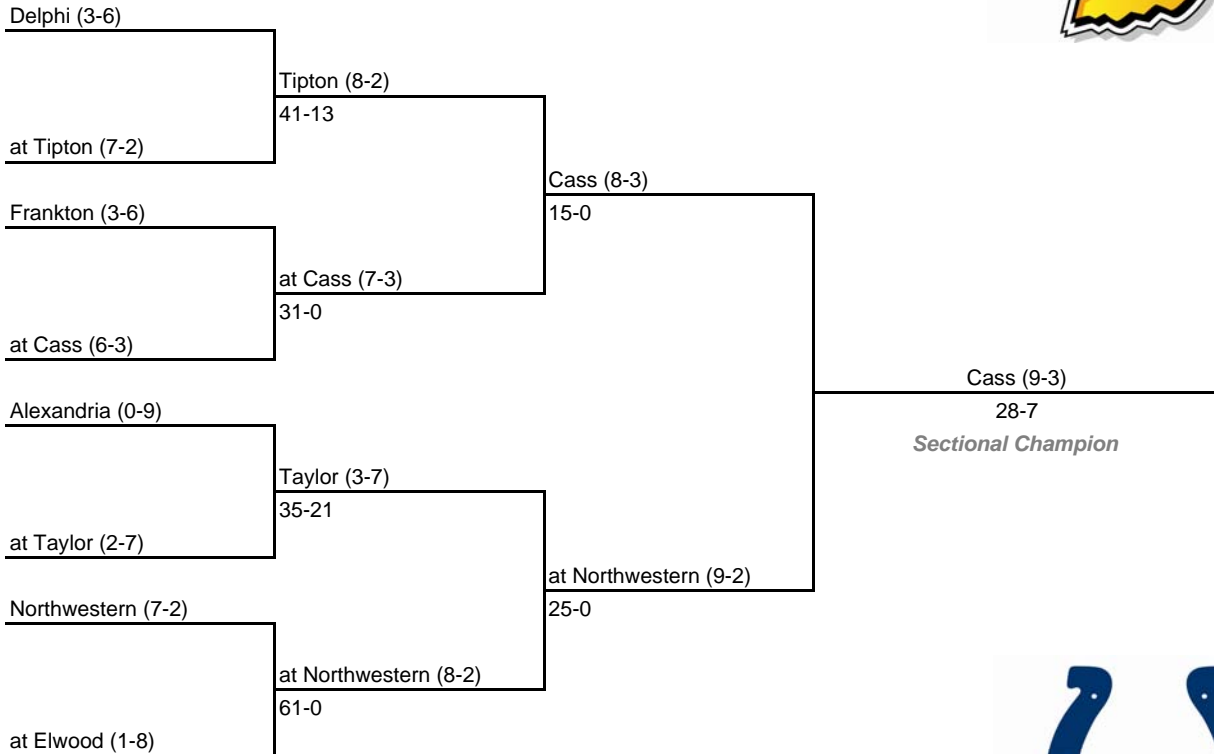 Delphi (3-6)
Tipton (8-2)
41-13
at Tipton (7-2)
Cass (8-3)
15-0
Frankton (3-6)
at Cass (7-3)
31-0
at Cass (6-3)
Cass (9-3)
28-7
Sectional Champion
Alexandria (0-9)
Taylor (3-7)
35-21
at Taylor (2-7)
at Northwestern (9-2)
25-0
Northwestern (7-2)
at Northwestern (8-2)
61-0
at Elwood (1-8)